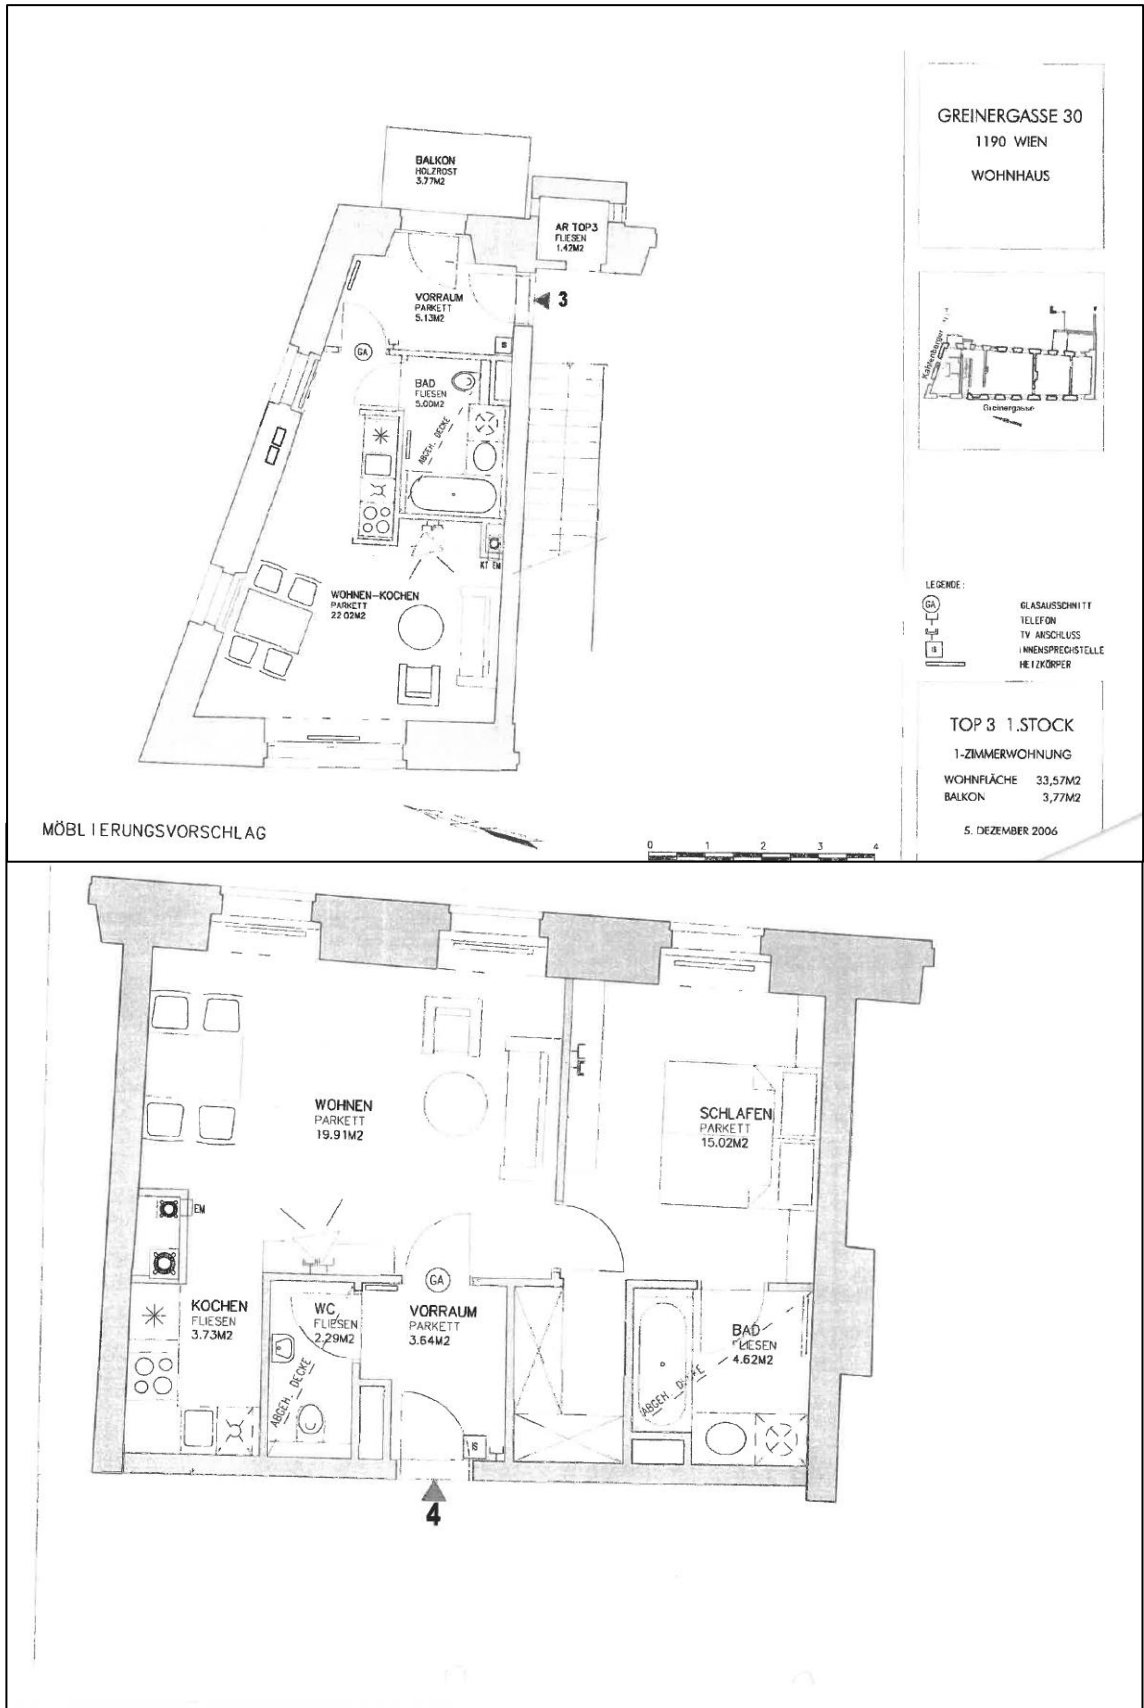 GREINERGASSE 30
1190 WIEN
WOHNHAUS
BALKON
HOLZROST
3.77M2
AR TOP3
FLIESEN
1.42M2
VORRAUM
PARKETT
5.13M2
3
GA
IS
BAD
FLIESEN
5.00M2
ABGEH. DECKE
KT EM
WOHNEN-KOCHEN
PARKETT
22.02M2
Greinergasse
LEGENDE:
GA GLASAUSSCHNITT
TELEFON
TV ANSCHLUSS
IS INNENSPRECHSTELLE
HEIZKÖRPER
TOP 3 1.STOCK
1-ZIMMERWOHNUNG
WOHNFLÄCHE 33,57M2
BALKON 3,77M2
5. DEZEMBER 2006
MÖBLIERUNGSVORSCHLAG
0 1 2 3 4
WOHNEN
PARKETT
19.91M2
SCHLAFEN
PARKETT
15.02M2
EM
KOCHEN
FLIESEN
3.73M2
WC
FLIESEN
2.29M2
ABGEH. DECKE
GA
VORRAUM
PARKETT
3.64M2
BAD
FLIESEN
4.62M2
ABGEH. DECKE
IS
4